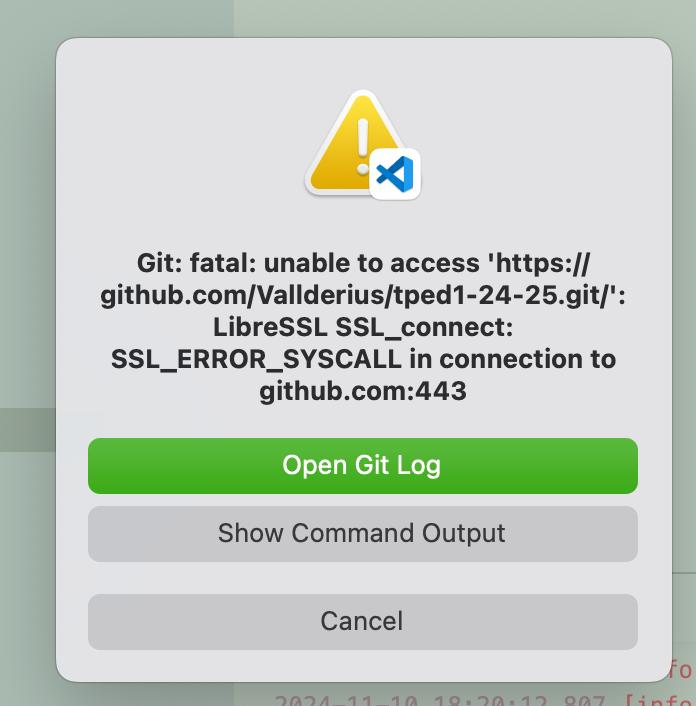 Git: fatal: unable to access 'https://
github.com/Vallderius/tped1-24-25.git/':
LibreSSL SSL_connect:
SSL_ERROR_SYSCALL in connection to
github.com:443
Open Git Log
Show Command Output
Cancel
2024-11-10 18:20:12.807 [info